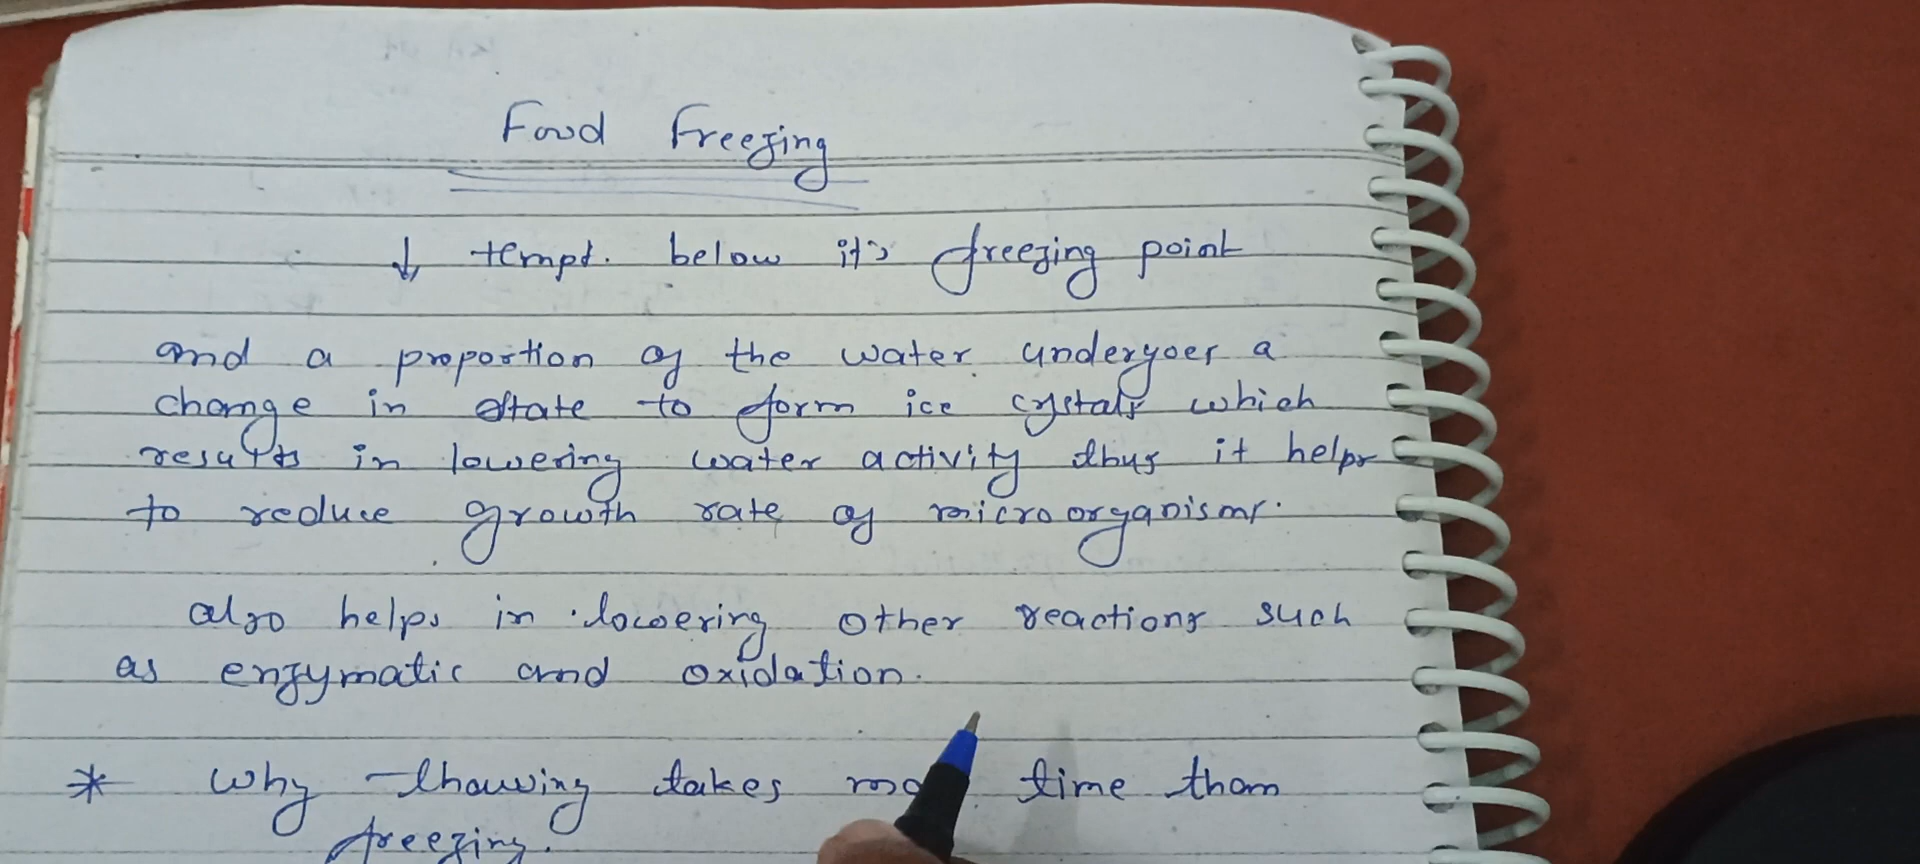 Food Freezing
↓ tempt. below it's freezing point
and a proportion of the water undergoes a
change in state to form ice cystals which
results in lowering water activity thus it helps
to reduce growth rate of microorganisms.
also helps in lowering other reactions such
as enzymatic and oxidation.
* Why thawing takes time than
freezing.